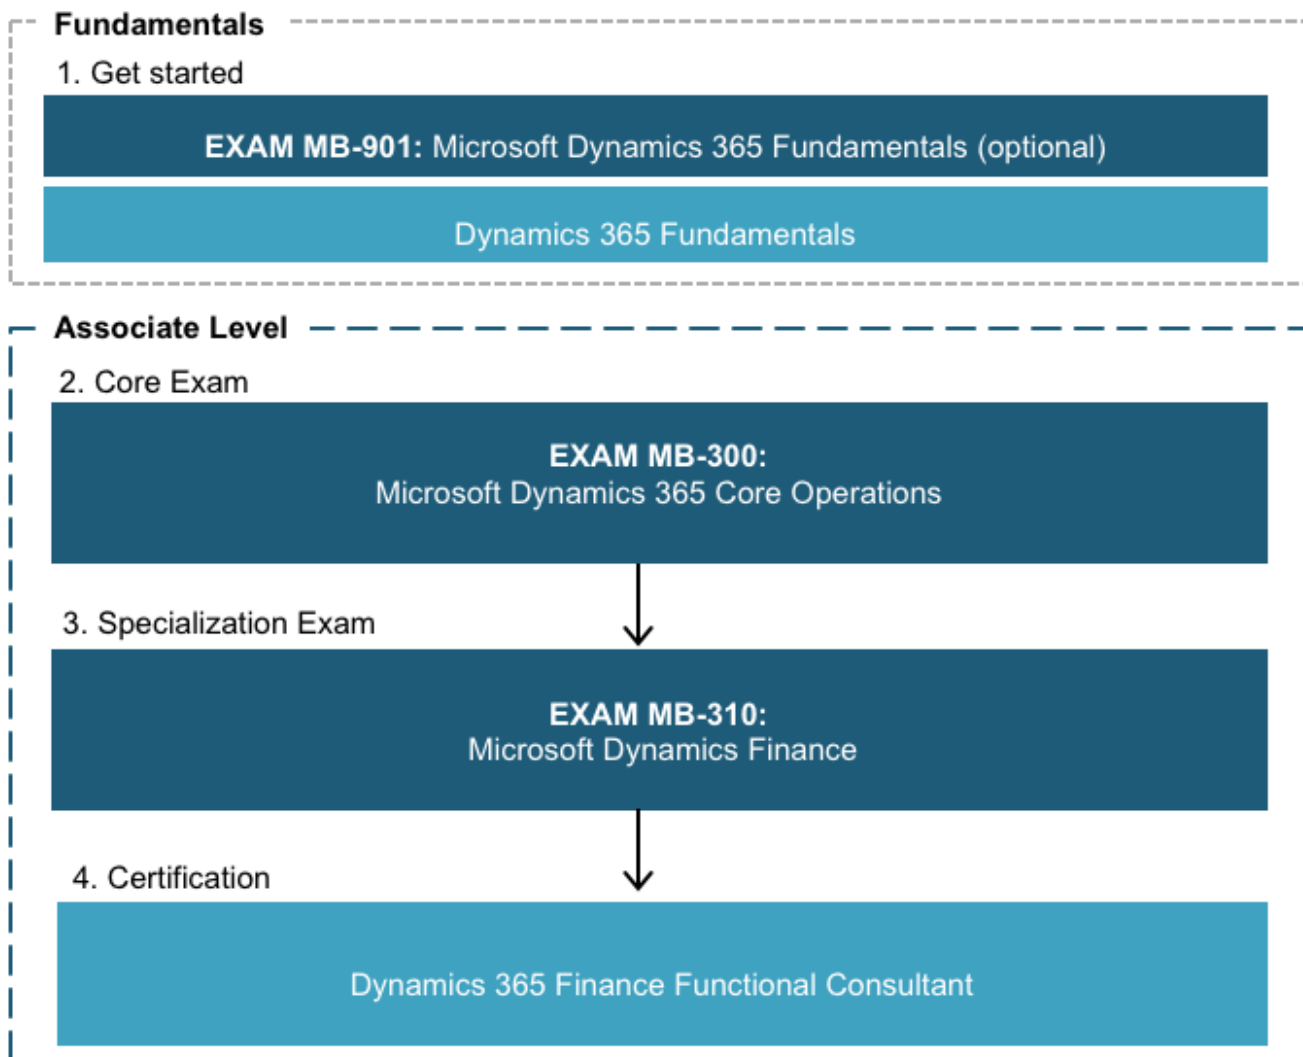 Fundamentals
1. Get started
EXAM MB-901: Microsoft Dynamics 365 Fundamentals (optional)
Dynamics 365 Fundamentals
Associate Level
2. Core Exam
EXAM MB-300:
Microsoft Dynamics 365 Core Operations
3. Specialization Exam
EXAM MB-310:
Microsoft Dynamics Finance
4. Certification
Dynamics 365 Finance Functional Consultant